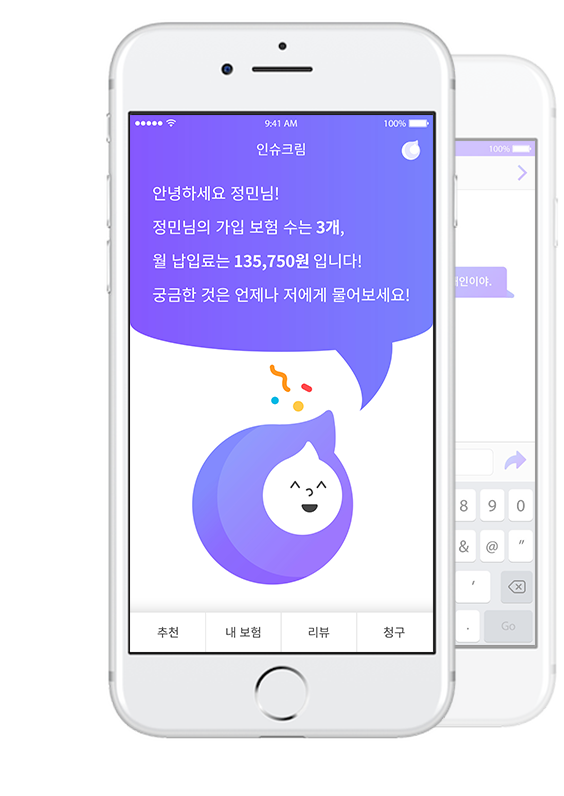 9:41 AM
100%
인슈크림
안녕하세요 정민님!
정민님의 가입 보험 수는 3개,
월 납입료는 135,750원 입니다!
궁금한 것은 언제나 저에게 물어보세요!
추천
내 보험
리뷰
청구
100%
인이야.
8 9 0
& @ ”
’
.
Go